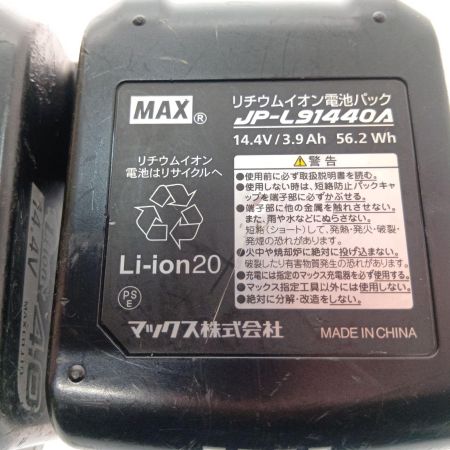 MAX®
リチウムイオン電池パック
JP-L91440A
14.4V/3.9Ah 56.2Wh
リチウムイオン
電池はリサイクルへ
Li-ion20
PS
E
マックス株式会社
⚠警告
●使用前に必ず取扱説明書を読む。
●使用しない時は、短絡防止パックキャ
ップを端子部に必ずかぶせる。
●端子部に他の金属を触れさせない。
また、雨や水などにぬらさない。
短絡(ショート)して、発熱・発火・破裂・
発煙の恐れがあります。
●火中や焼却炉に絶対に投げ込まない。
破裂したり有害物質発生の恐れがあります。
●充電には指定のマックス充電器を必ず使用する。
●マックス指定工具以外には使用しない。
●絶対に分解・改造をしない。
MADE IN CHINA
14.4V